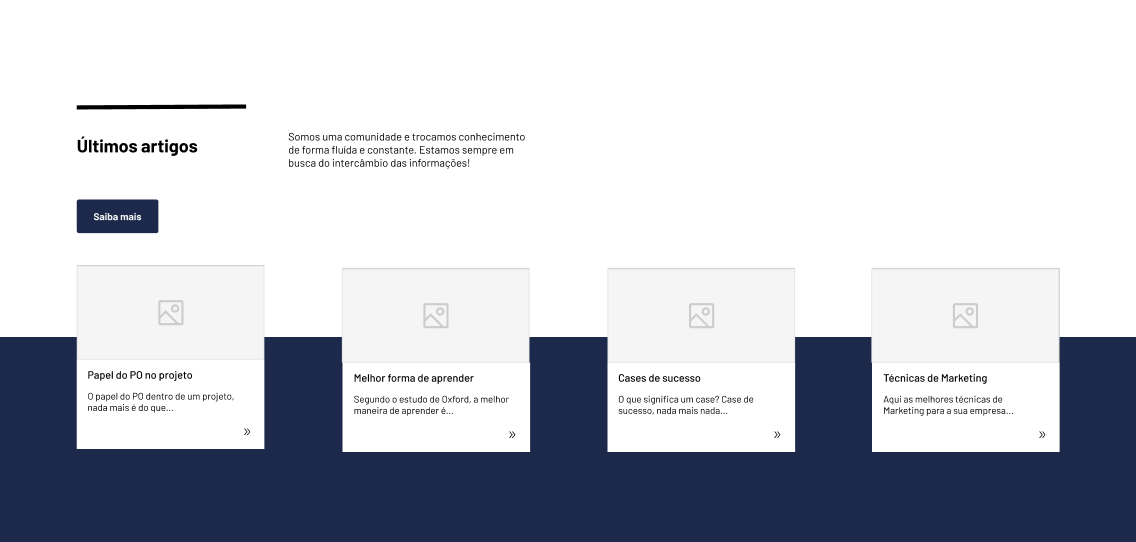 Últimos artigos
Somos uma comunidade e trocamos conhecimento
de forma fluída e constante. Estamos sempre em
busca do intercâmbio das informações!
Saiba mais
Papel do PO no projeto
O papel do PO dentro de um projeto,
nada mais é do que...
»
Melhor forma de aprender
Segundo o estudo de Oxford, a melhor
maneira de aprender é...
»
Cases de sucesso
O que significa um case? Case de
sucesso, nada mais nada...
»
Técnicas de Marketing
Aqui as melhores técnicas de
Marketing para a sua empresa...
»